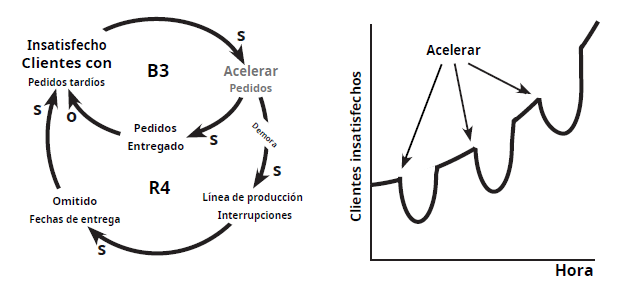 Insatisfecho
Clientes con
Pedidos tardíos
S
B3
Acelerar
Pedidos
S
O
Pedidos
Entregado
S
Demora
S
R4
Omitido
Fechas de entrega
Línea de producción
Interrupciones
S
Acelerar
Clientes insatisfechos
Hora